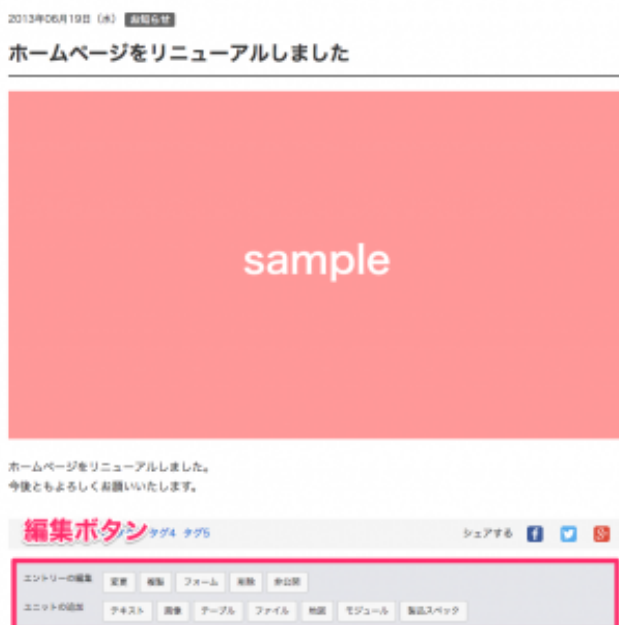 2013年06月19日（水） お知らせ
ホームページをリニューアルしました
sample
ホームページをリニューアルしました。
今後ともよろしくお願いいたします。
編集ボタン タグ4 タグ5 シェアする
エントリーの編集 変更 複製 フォーム 削除 非公開
ユニットの追加 テキスト 画像 テーブル ファイル 地図 モジュール 製品スペック